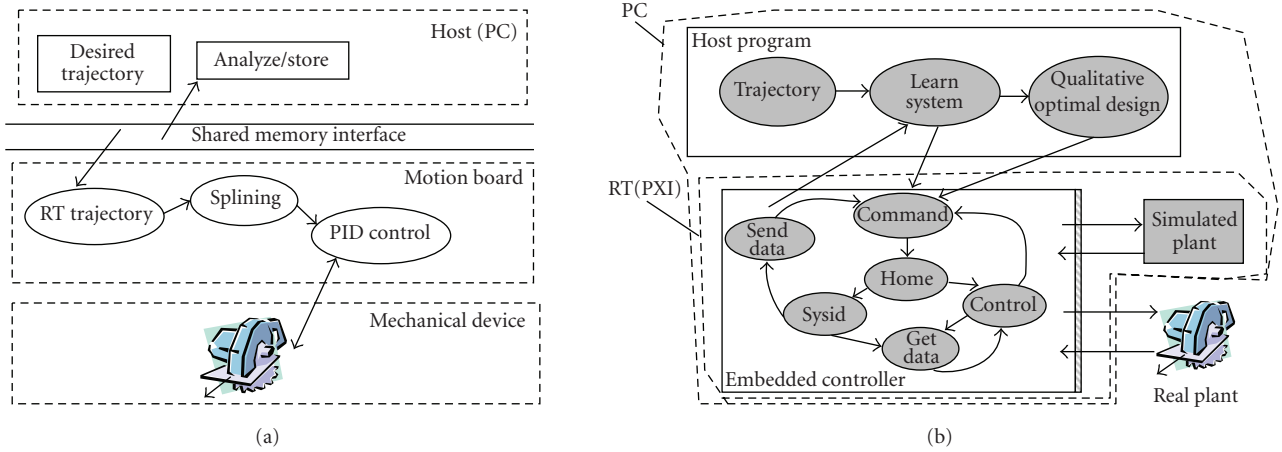 Host (PC)
Desired
trajectory
Analyze/store
Shared memory interface
Motion board
RT trajectory
Splining
PID control
Mechanical device
(a)
PC
Host program
Trajectory
Learn
system
Qualitative
optimal design
RT(PXI)
Command
Send
data
Simulated
plant
Home
Sysid
Control
Get
data
Embedded controller
Real plant
(b)